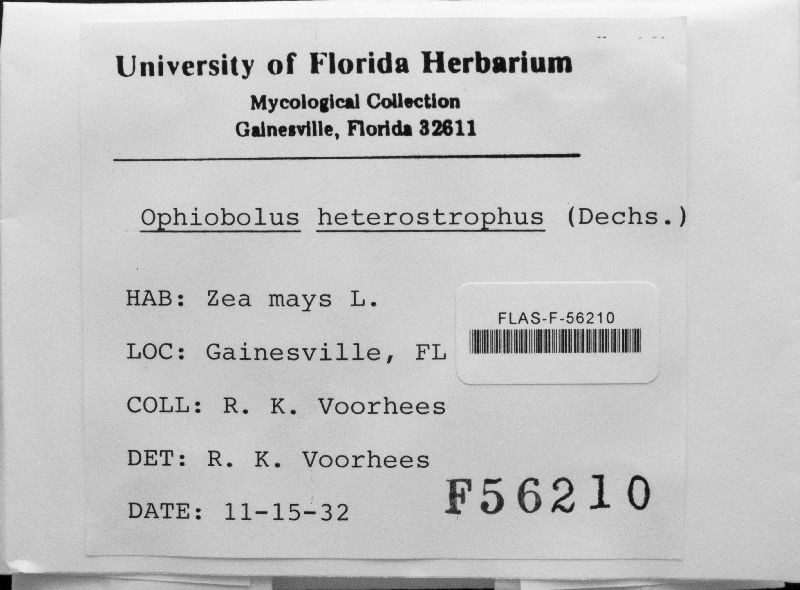 University of Florida Herbarium
Mycological Collection
Gainesville, Florida 32611
Ophiobolus heterostrophus (Dechs.)
HAB: Zea mays L.
LOC: Gainesville, FL
FLAS-F-56210
COLL: R. K. Voorhees
DET: R. K. Voorhees
DATE: 11-15-32
F56210